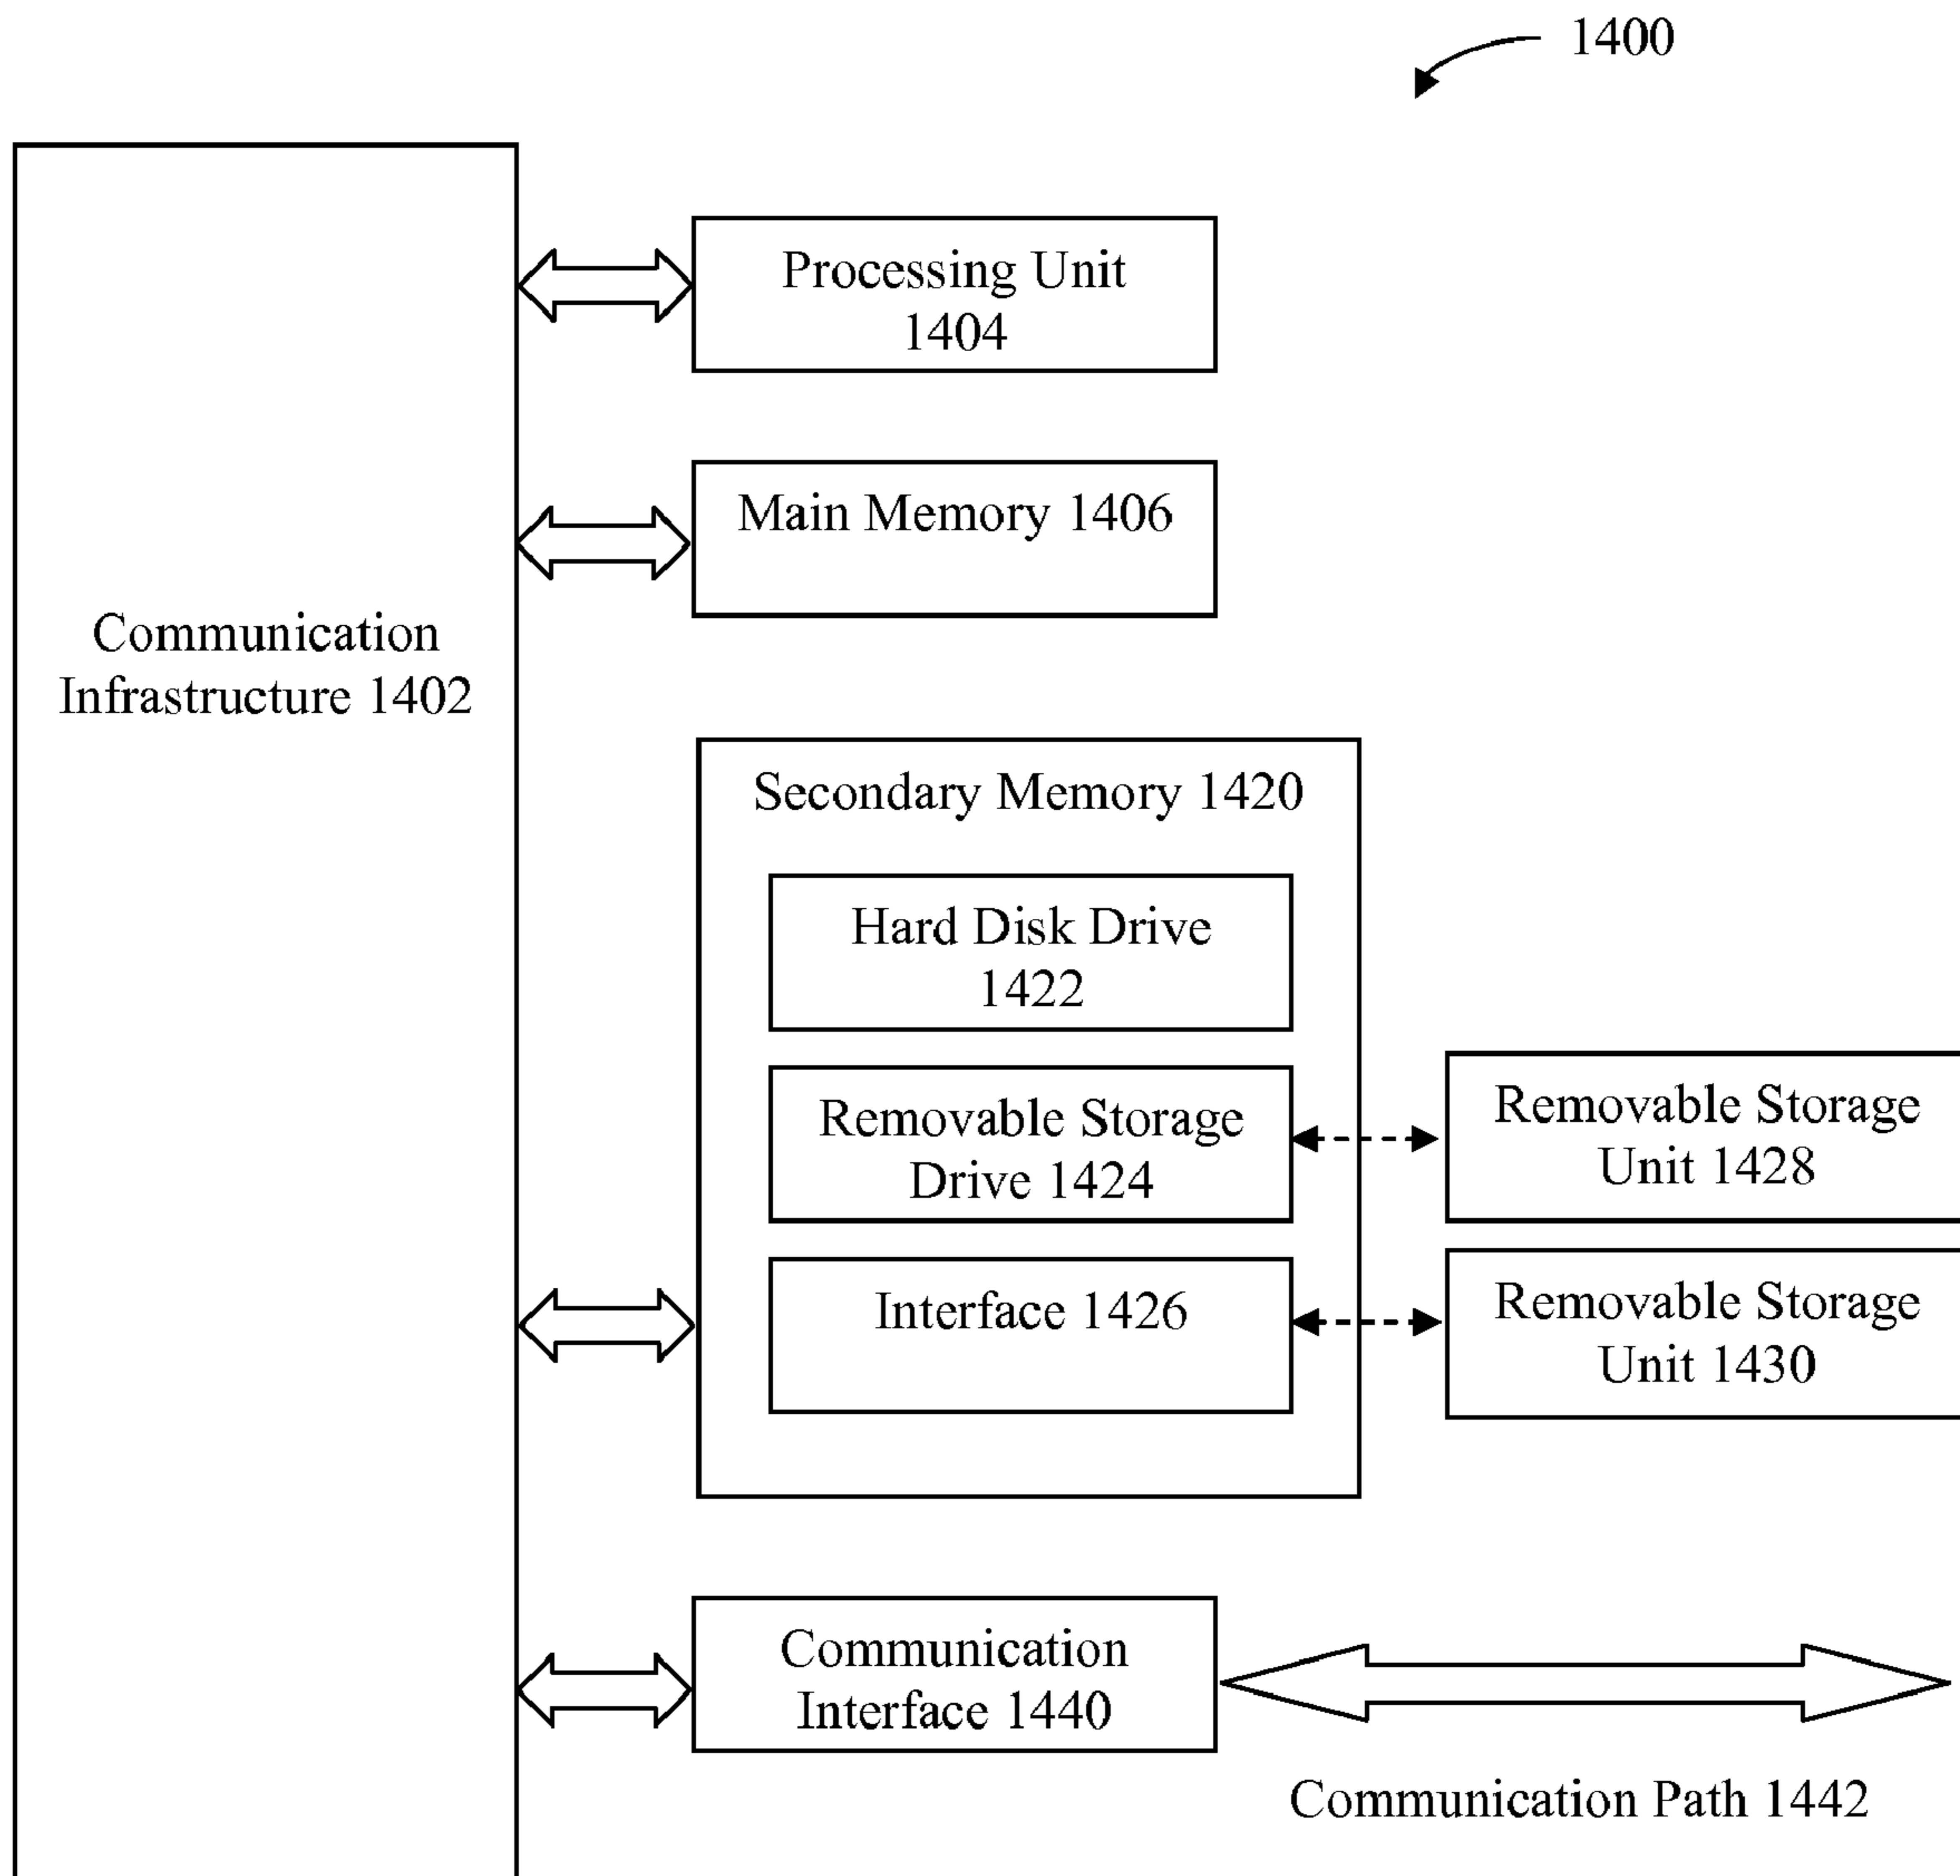 1400
Processing Unit
1404
Main Memory 1406
Communication
Infrastructure 1402
Secondary Memory 1420
Hard Disk Drive
1422
Removable Storage
Drive 1424
Removable Storage
Unit 1428
Interface 1426
Removable Storage
Unit 1430
Communication
Interface 1440
Communication Path 1442